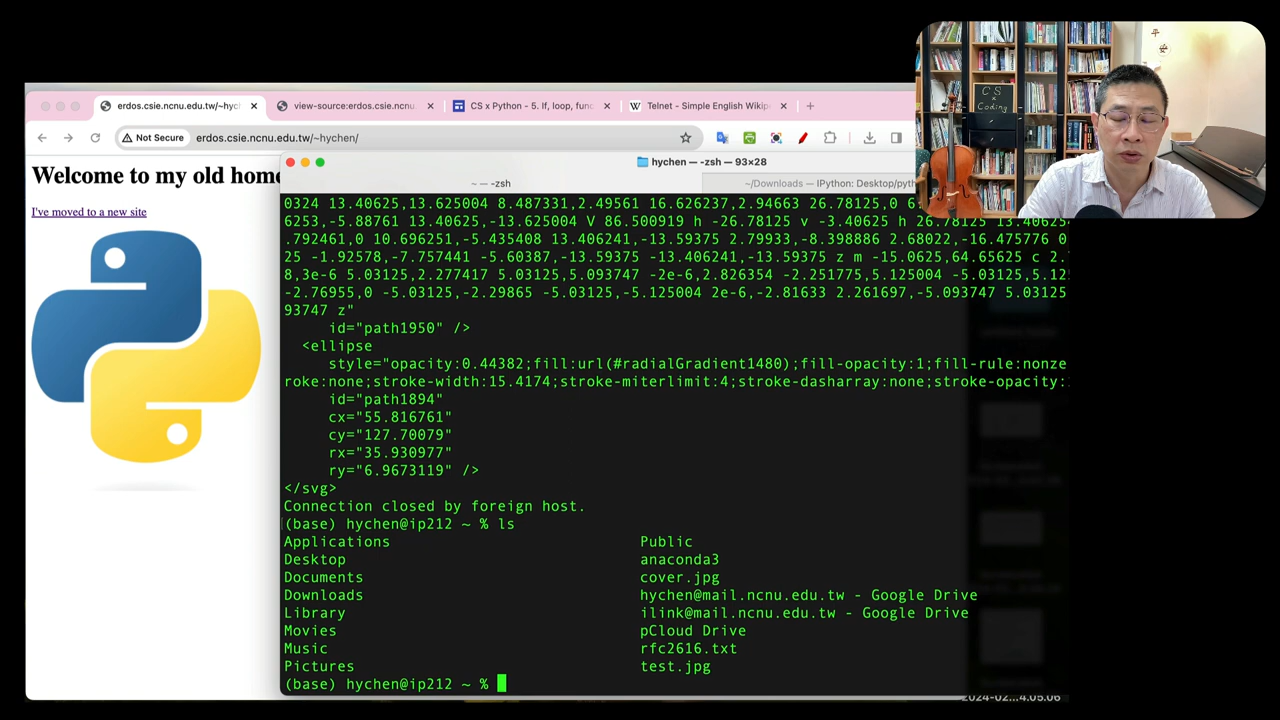 平
安
CS
x
Coding
erdos.csie.ncnu.edu.tw/~hych
view-source:erdos.csie.ncnu
CS x Python - 5. If, loop, func
Telnet - Simple English Wikipe
Not Secure
erdos.csie.ncnu.edu.tw/~hychen/
Welcome to my old home
I've moved to a new site
hychen — -zsh — 93×28
~ — -zsh
~/Downloads — IPython: Desktop/pyth
0324 13.40625,13.625004 8.487331,2.49561 16.626237,2.94663 26.78125,0 6
6253,-5.88761 13.40625,-13.625004 V 86.500919 h -26.78125 v -3.40625 h 26.78125 13.40625
.792461,0 10.696251,-5.435408 13.406241,-13.59375 2.79933,-8.398886 2.68022,-16.475776 0
25 -1.92578,-7.757441 -5.60387,-13.59375 -13.406241,-13.59375 z m -15.0625,64.65625 c 2.
8,3e-6 5.03125,2.277417 5.03125,5.093747 -2e-6,2.826354 -2.251775,5.125004 -5.03125,5.12
-2.76955,0 -5.03125,-2.29865 -5.03125,-5.125004 2e-6,-2.81633 2.261697,-5.093747 5.03125
93747 z"
id="path1950" />
<ellipse
style="opacity:0.44382;fill:url(#radialGradient1480);fill-opacity:1;fill-rule:nonze
roke:none;stroke-width:15.4174;stroke-miterlimit:4;stroke-dasharray:none;stroke-opacity:
id="path1894"
cx="55.816761"
cy="127.70079"
rx="35.930977"
ry="6.9673119" />
</svg>
Connection closed by foreign host.
(base) hychen@ip212 ~ % ls
Applications Public
Desktop anaconda3
Documents cover.jpg
Downloads hychen@mail.ncnu.edu.tw - Google Drive
Library ilink@mail.ncnu.edu.tw - Google Drive
Movies pCloud Drive
Music rfc2616.txt
Pictures test.jpg
(base) hychen@ip212 ~ %
2024-02...4.05.06